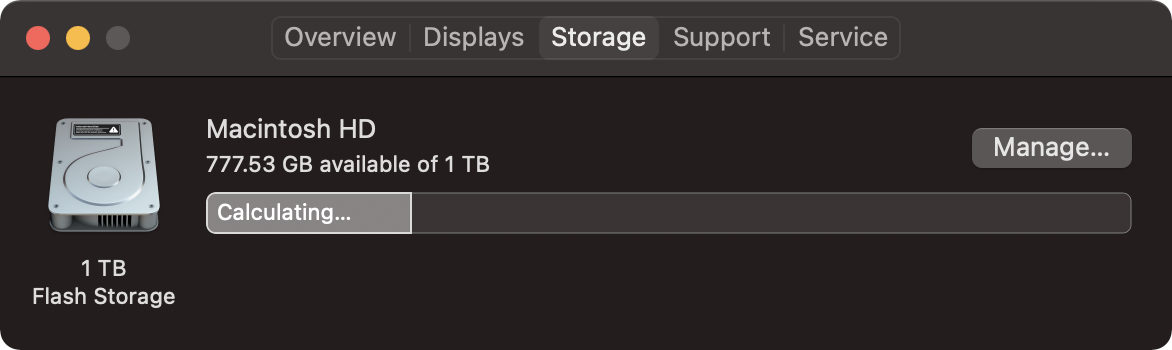 Overview Displays Storage Support Service
Macintosh HD
777.53 GB available of 1 TB
Manage...
Calculating...
1 TB
Flash Storage